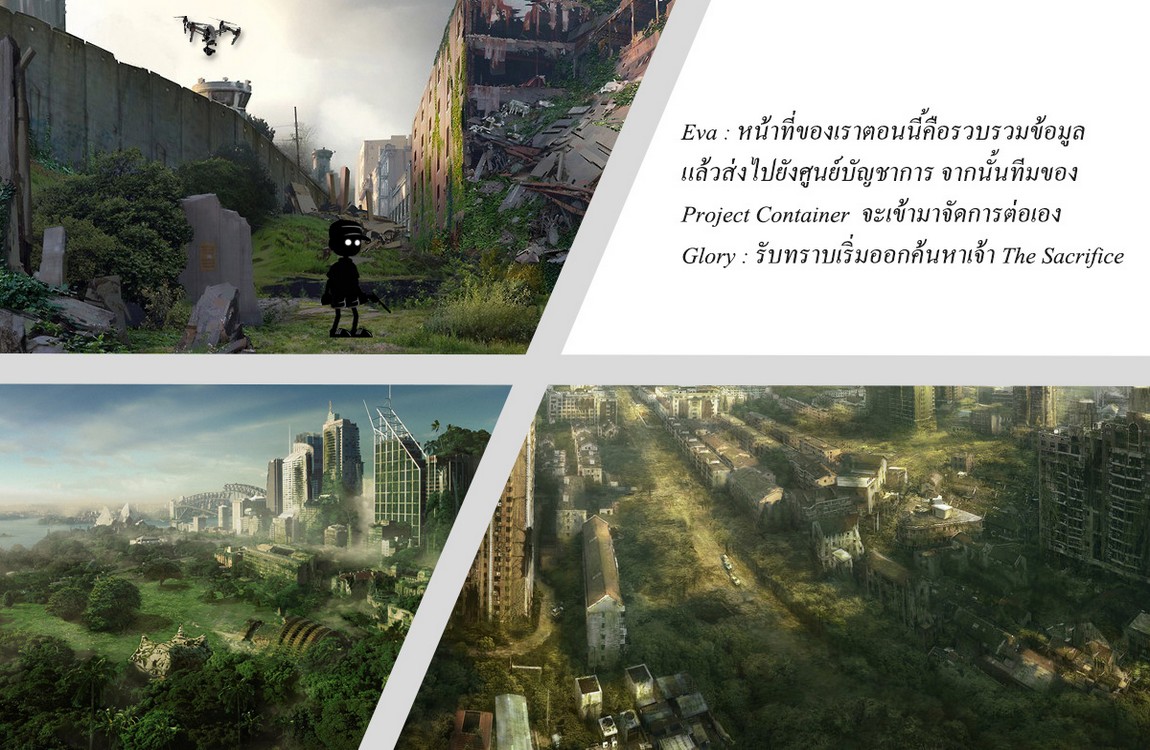 Eva : หน้าที่ของเราตอนนี้คือรวบรวมข้อมูล
แล้วส่งไปยังศูนย์บัญชาการ จากนั้นทีมของ
Project Container จะเข้ามาจัดการต่อเอง
Glory : รับทราบเริ่มออกค้นหาเจ้า The Sacrifice